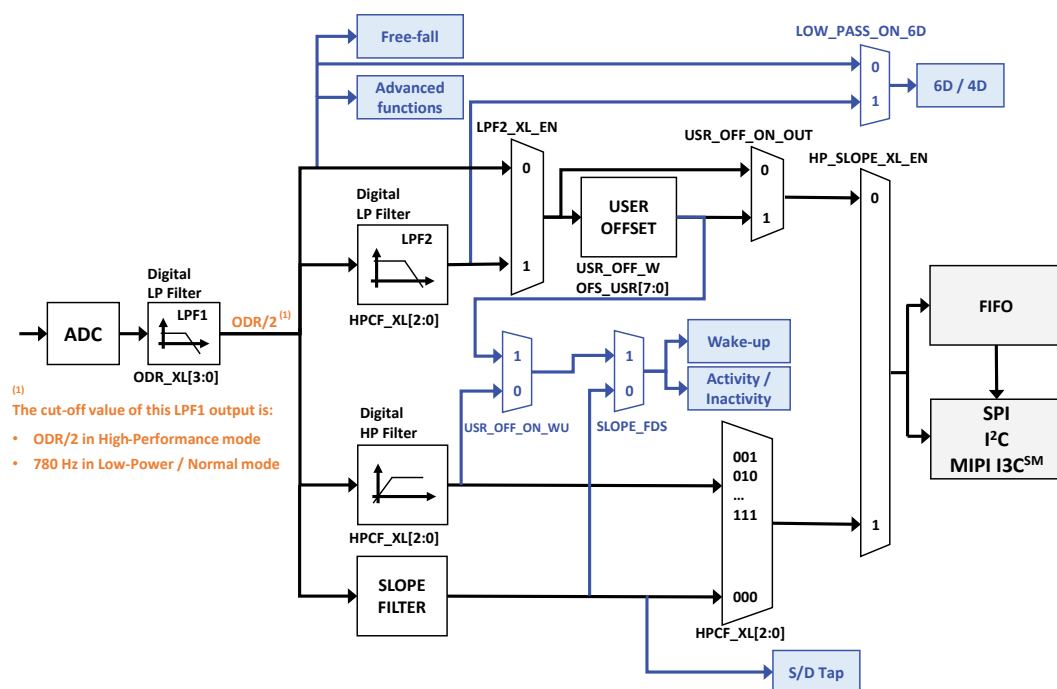 Free-fall
LOW_PASS_ON_6D
0
1
6D / 4D
Advanced
functions
LPF2_XL_EN
USR_OFF_ON_OUT
HP_SLOPE_XL_EN
0
1
0
1
0
1
Digital
LP Filter
LPF2
HPCF_XL[2:0]
USER
OFFSET
USR_OFF_W
OFS_USR[7:0]
Digital
LP Filter
LPF1
ADC
ODR_XL[3:0]
ODR/2 (1)
FIFO
SPI
I2C
MIPI I3CSM
1
0
USR_OFF_ON_WU
1
0
SLOPE_FDS
Wake-up
Activity /
Inactivity
(1)
The cut-off value of this LPF1 output is:
• ODR/2 in High-Performance mode
• 780 Hz in Low-Power / Normal mode
Digital
HP Filter
HPCF_XL[2:0]
001
010
...
111
000
HPCF_XL[2:0]
SLOPE
FILTER
S/D Tap